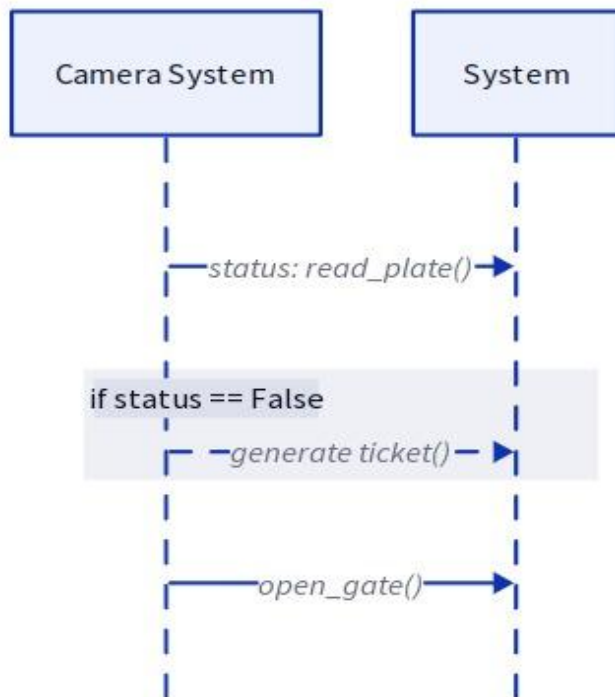 Camera System
System
status: read_plate()
if status == False
generate ticket()
open_gate()